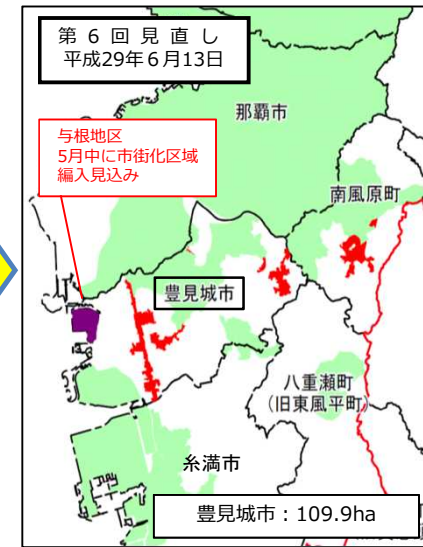 第6回見直し
平成29年6月13日
那覇市
与根地区
5月中に市街化区域
編入見込み
南風原町
豊見城市
八重瀬町
(旧東風平町)
糸満市
豊見城市：109.9ha